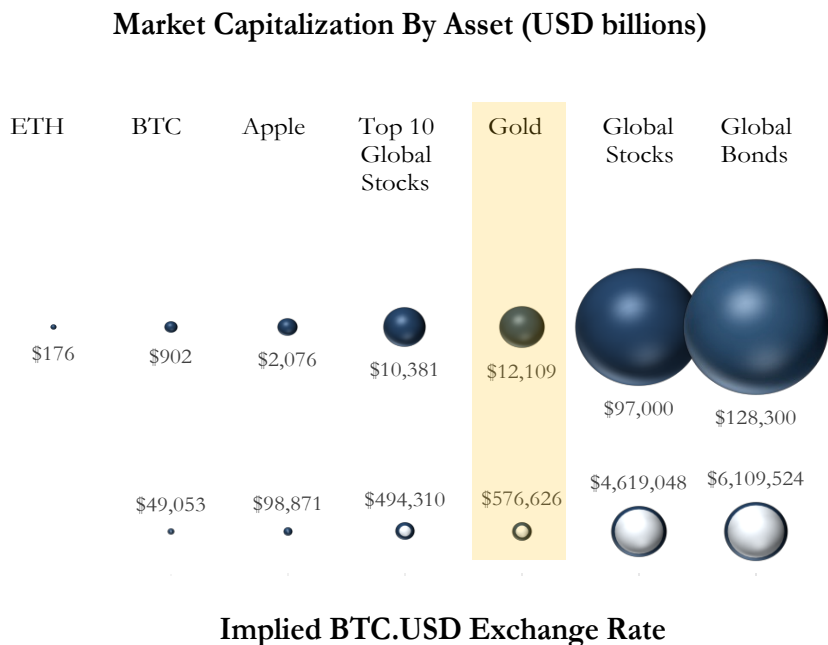 Market Capitalization By Asset (USD billions)
ETH BTC Apple Top 10 Gold Global Global
Global Stocks Bonds
Stocks
$176 $902 $2,076 $10,381 $12,109 $97,000 $128,300
$49,053 $98,871 $494,310 $576,626 $4,619,048 $6,109,524
Implied BTC.USD Exchange Rate